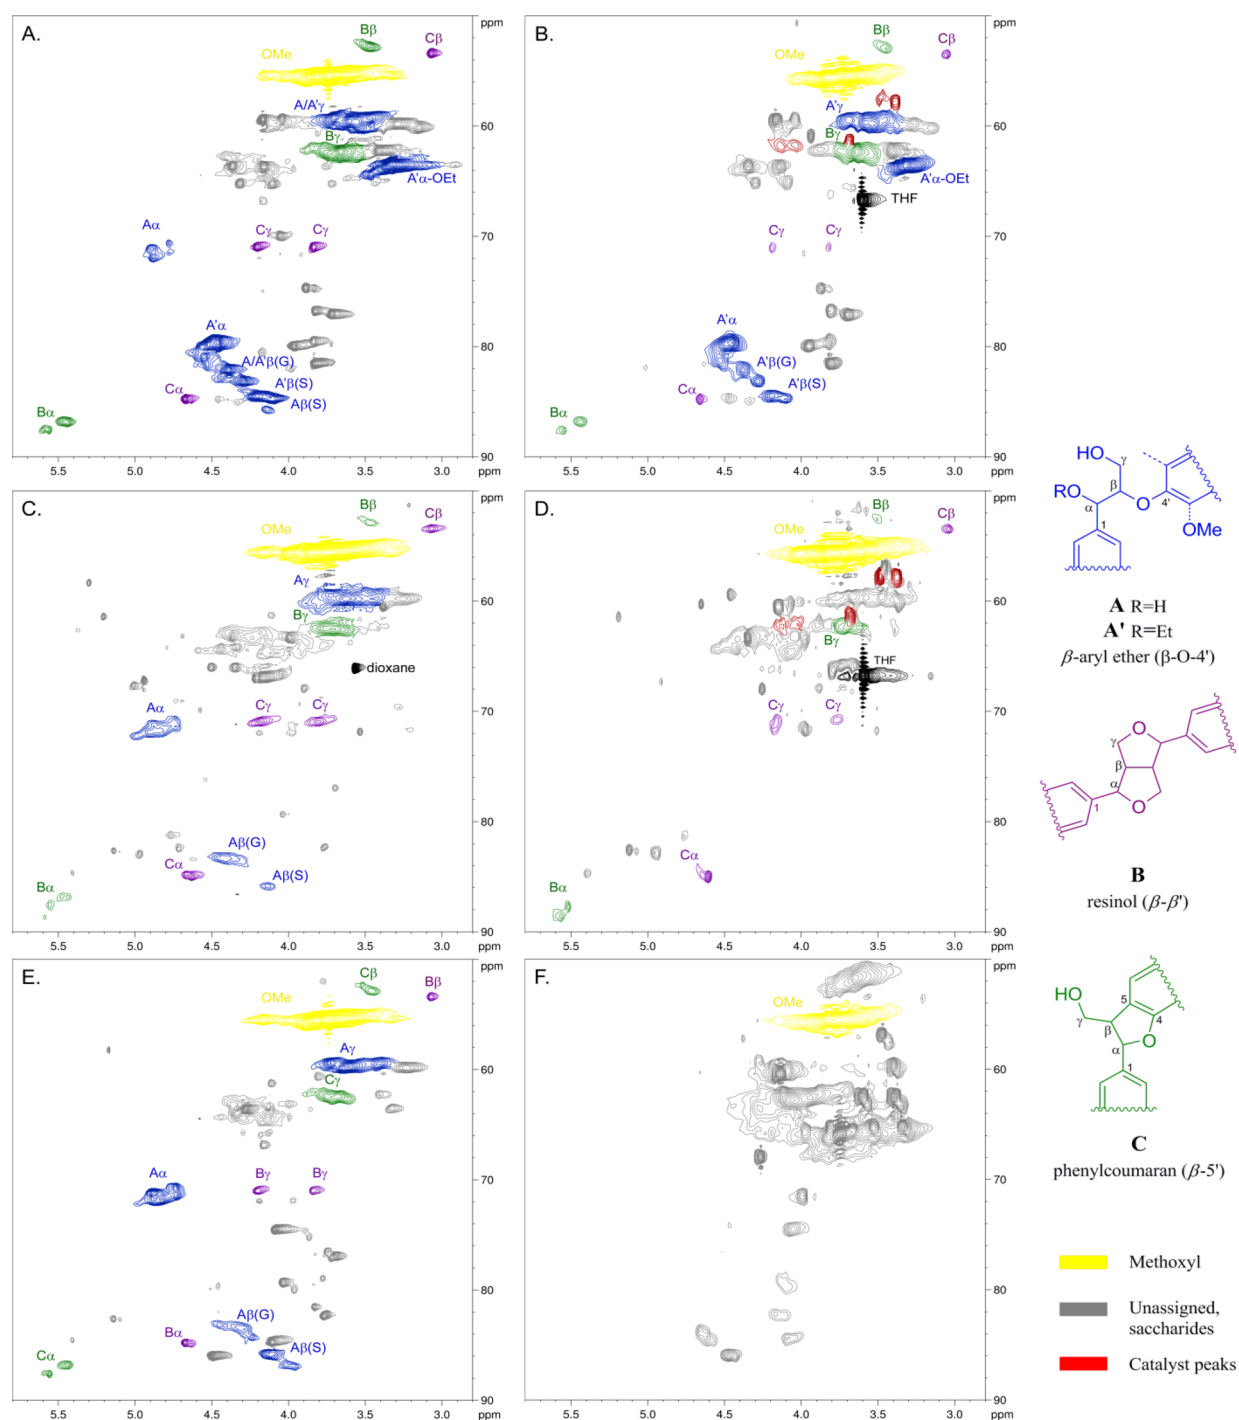 A.
ppm
Bβ
Cβ
OMe
A/A'γ
60
Bγ
A'α-OEt
Aα
Cγ
Cγ
70
A'α
80
A/A'β(G)
A'β(S)
Cα
Aβ(S)
Bα
90
5.5 5.0 4.5 4.0 3.5 3.0 ppm
B.
ppm
Bβ
Cβ
OMe
A'γ
60
Bγ
A'α-OEt
THF
Cγ
Cγ
70
A'α
80
A'β(G)
A'β(S)
Cα
Bα
90
5.5 5.0 4.5 4.0 3.5 3.0 ppm
C.
ppm
Bβ
Cβ
OMe
Aγ
60
Bγ
dioxane
Aα
Cγ
Cγ
70
80
Aβ(G)
Cα
Aβ(S)
Bα
90
5.5 5.0 4.5 4.0 3.5 3.0 ppm
D.
ppm
Bβ
Cβ
OMe
60
Bγ
THF
Cγ
Cγ
70
80
Cα
Bα
90
5.5 5.0 4.5 4.0 3.5 3.0 ppm
E.
ppm
Cβ
Bβ
OMe
Aγ
60
Cγ
Aα
Bγ
Bγ
70
80
Aβ(G)
Bα
Aβ(S)
Cα
90
5.5 5.0 4.5 4.0 3.5 3.0 ppm
F.
ppm
OMe
60
70
80
90
5.5 5.0 4.5 4.0 3.5 3.0 ppm
HO
γ
β
RO
α
O
4'
1
OMe
A R=H
A' R=Et
β-aryl ether (β-O-4')
O
γ
β
α
1
O
B
resinol (β-β')
HO
γ
5
4
β
O
α
1
C
phenylcoumaran (β-5')
Methoxyl
Unassigned,
saccharides
Catalyst peaks